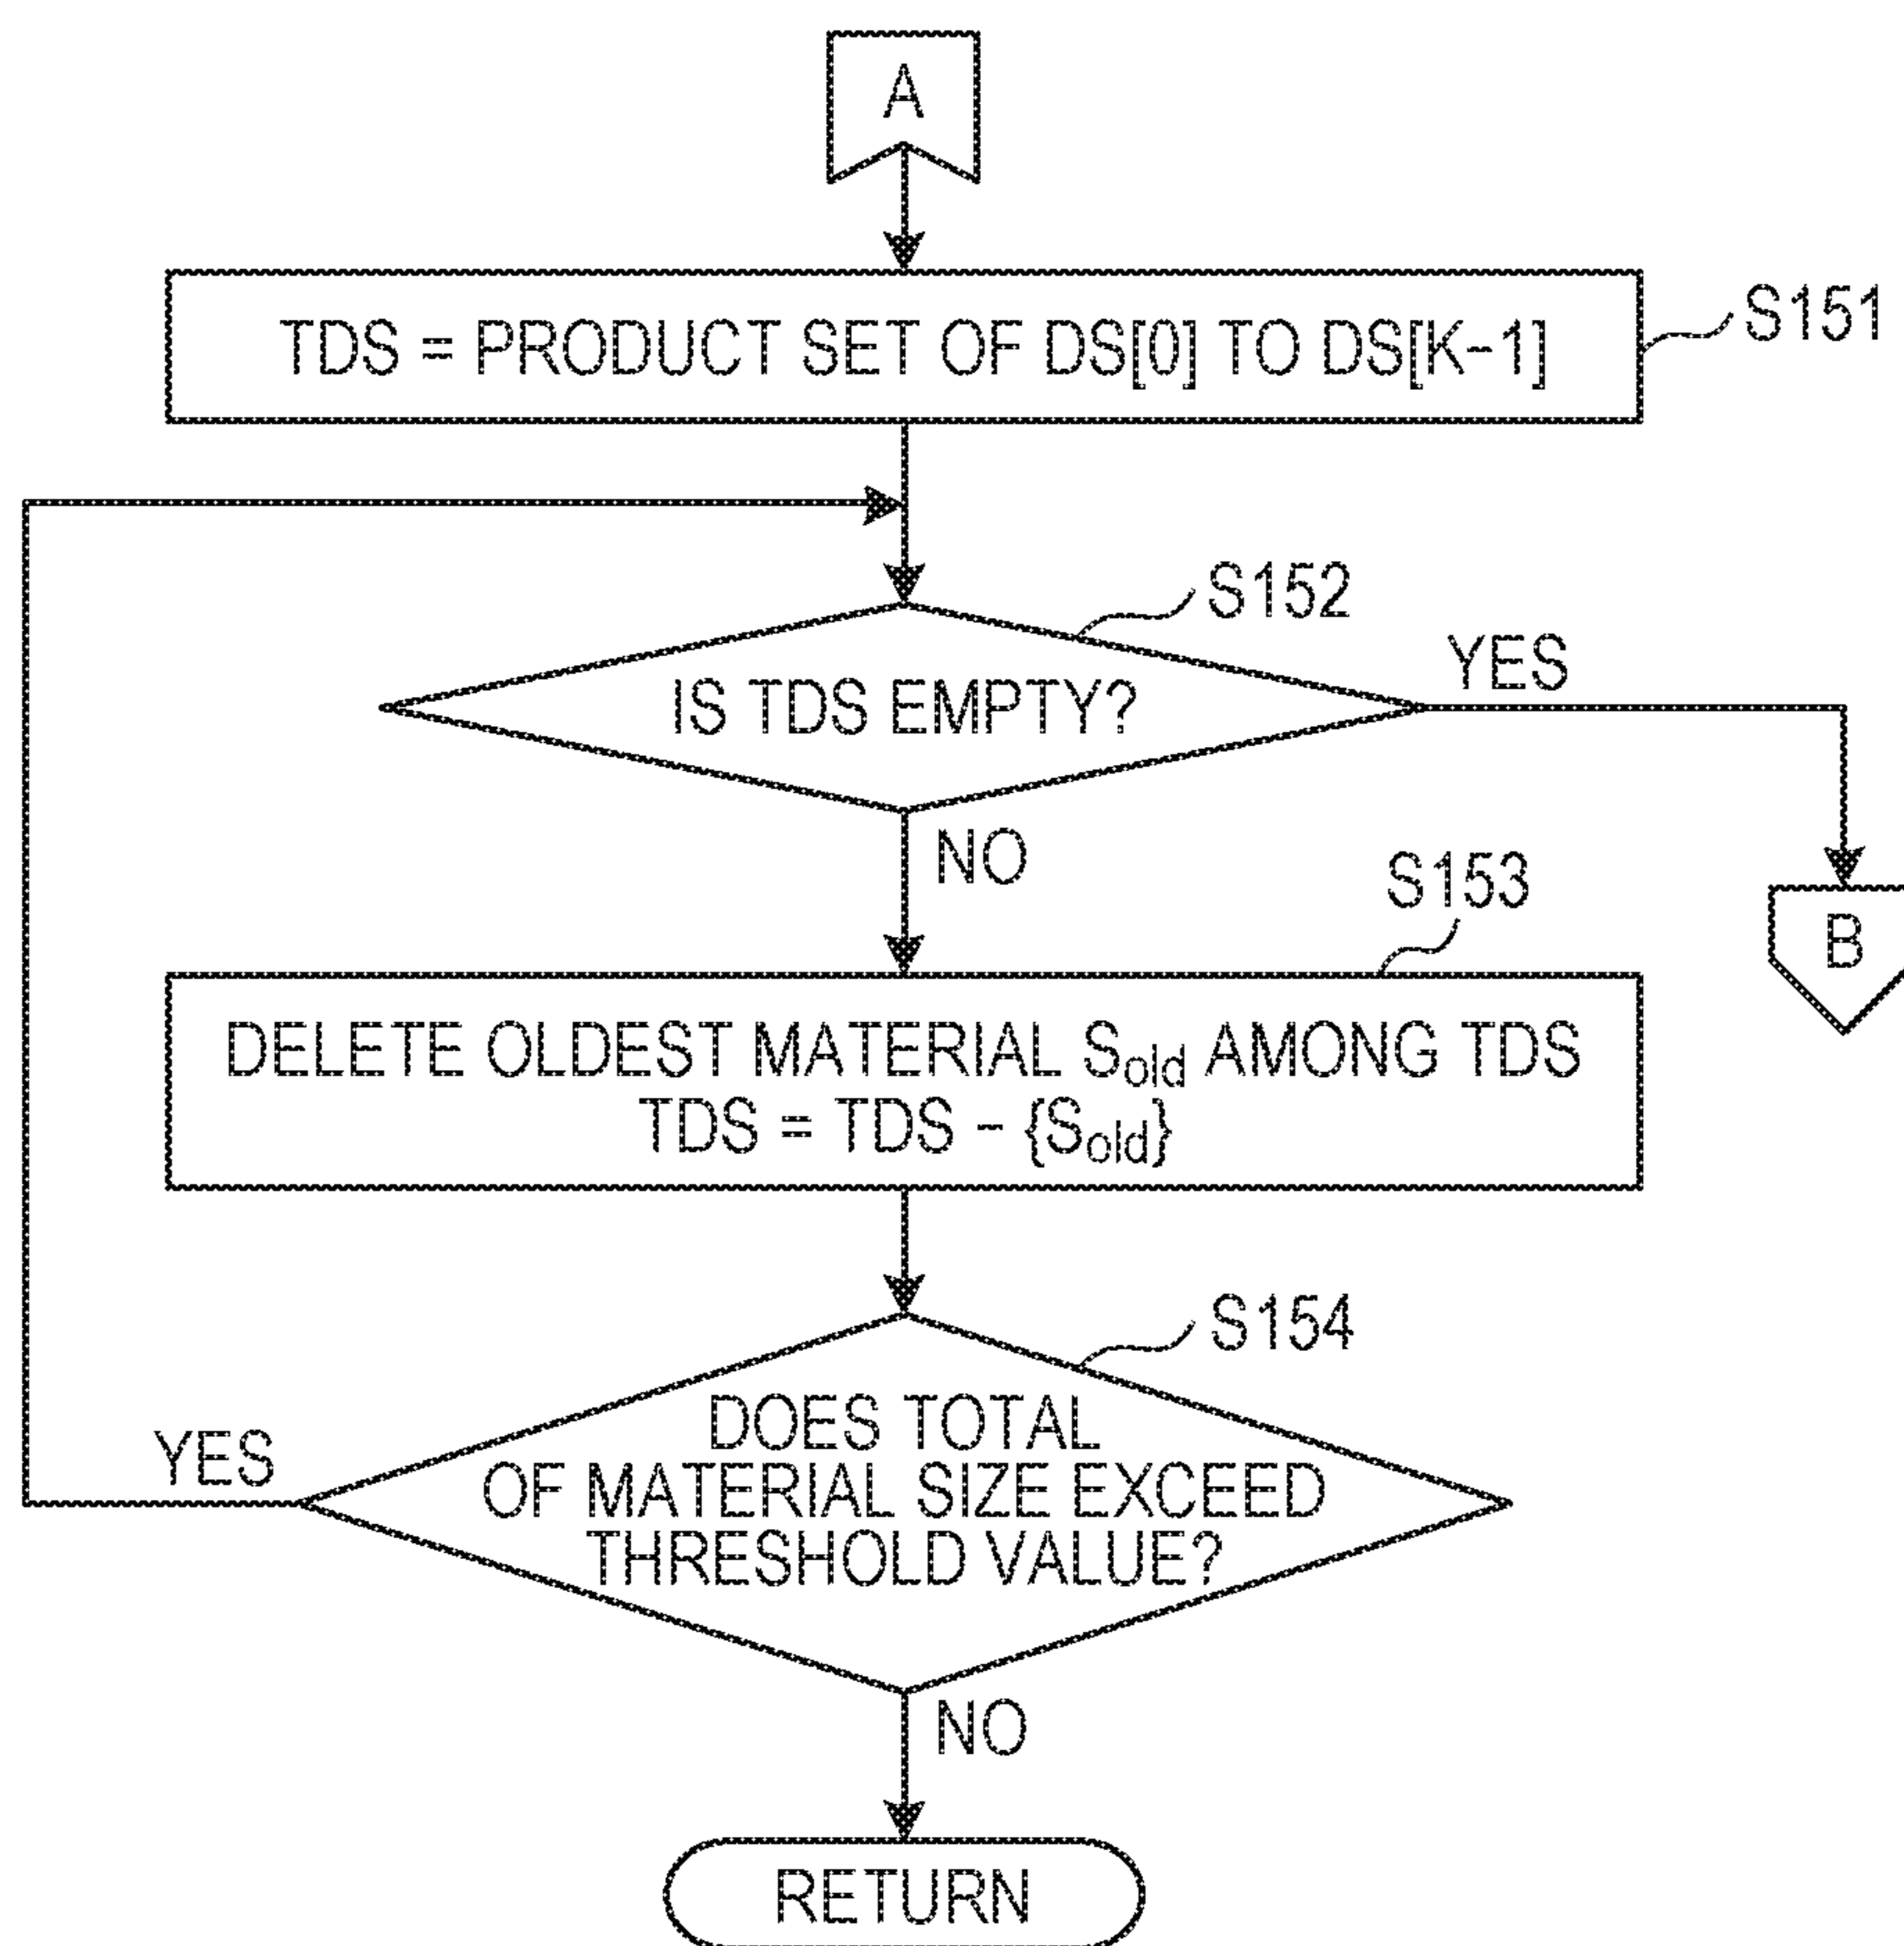 A
TDS = PRODUCT SET OF DS[0] TO DS[K-1]
S151
S152
IS TDS EMPTY?
YES
NO
S153
B
DELETE OLDEST MATERIAL Sold AMONG TDS
TDS = TDS - {Sold}
S154
DOES TOTAL
OF MATERIAL SIZE EXCEED
THRESHOLD VALUE?
YES
NO
RETURN